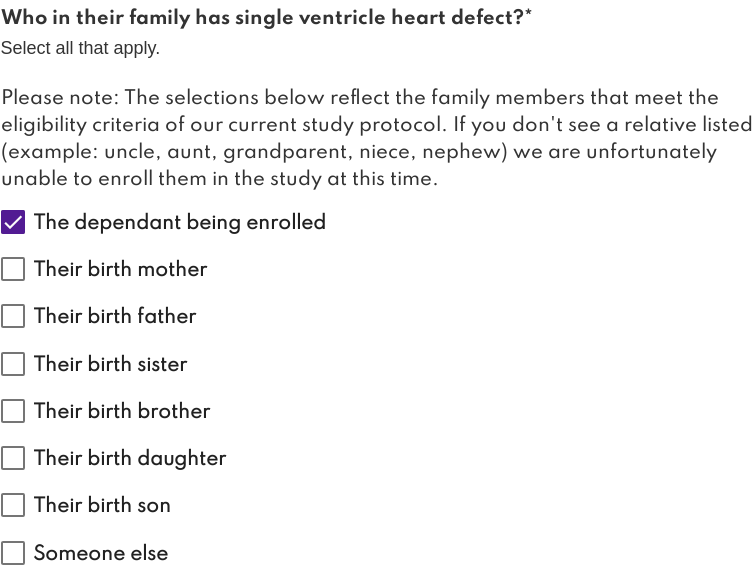 Who in their family has single ventricle heart defect?*
Select all that apply.
Please note: The selections below reflect the family members that meet the
eligibility criteria of our current study protocol. If you don't see a relative listed
(example: uncle, aunt, grandparent, niece, nephew) we are unfortunately
unable to enroll them in the study at this time.
The dependant being enrolled
Their birth mother
Their birth father
Their birth sister
Their birth brother
Their birth daughter
Their birth son
Someone else